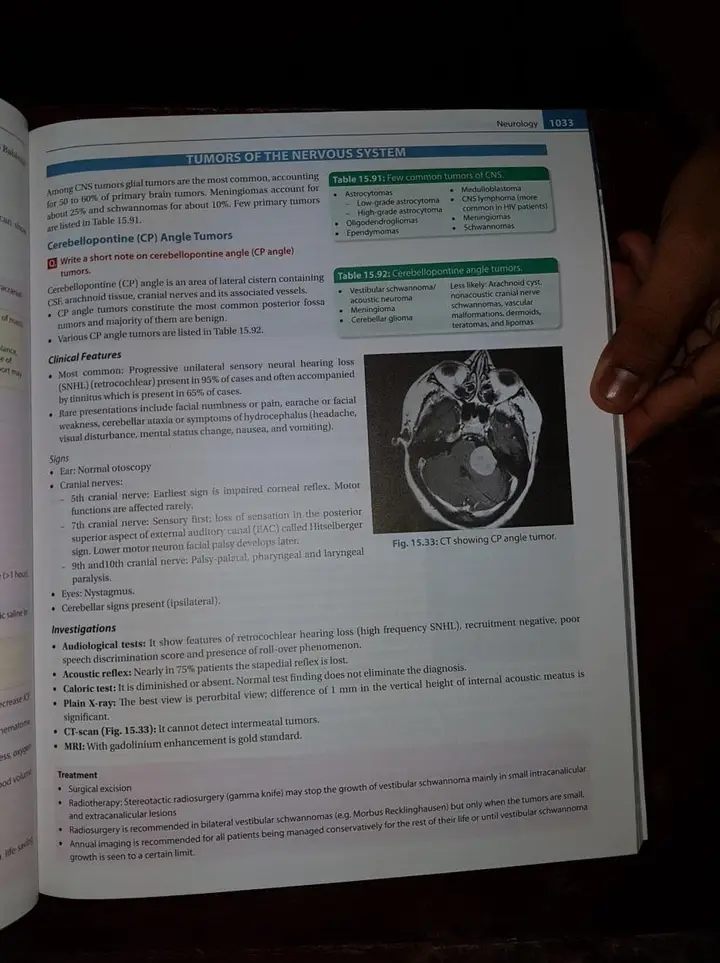 Neurology 1033
TUMORS OF THE NERVOUS SYSTEM
Among CNS tumors glial tumors are the most common, accounting
for 50 to 60% of primary brain tumors. Meningiomas account for
about 25% and schwannomas for about 10%. Few primary tumors
are listed in Table 15.91.
Cerebellopontine (CP) Angle Tumors
Q. Write a short note on cerebellopontine angle (CP angle)
tumors.
Cerebellopontine (CP) angle is an area of lateral cistern containing
CSF, arachnoid tissue, cranial nerves and its associated vessels.
• CP angle tumors constitute the most common posterior fossa
tumors and majority of them are benign.
• Various CP angle tumors are listed in Table 15.92.
Table 15.91: Few common tumors of CNS.
• Astrocytomas
– Low-grade astrocytoma
– High-grade astrocytoma
• Oligodendrogliomas
• Ependymomas
• Medulloblastoma
• CNS lymphoma (more
common in HIV patients)
• Meningiomas
• Schwannomas
Table 15.92: Cerebellopontine angle tumors.
• Vestibular schwannoma/
acoustic neuroma
• Meningioma
• Cerebellar glioma
Less likely: Arachnoid cyst,
nonacoustic cranial nerve
schwannomas, vascular
malformations, dermoids,
teratomas, and lipomas
Clinical Features
• Most common: Progressive unilateral sensory neural hearing loss
(SNHL) (retrocochlear) present in 95% of cases and often accompanied
by tinnitus which is present in 65% of cases.
• Rare presentations include facial numbness or pain, earache or facial
weakness, cerebellar ataxia or symptoms of hydrocephalus (headache,
visual disturbance, mental status change, nausea, and vomiting).
Signs
• Ear: Normal otoscopy
• Cranial nerves:
– 5th cranial nerve: Earliest sign is impaired corneal reflex. Motor
functions are affected rarely.
– 7th cranial nerve: Sensory first; loss of sensation in the posterior
superior aspect of external auditory canal (EAC) called Hitselberger
sign. Lower motor neuron facial palsy develops later.
– 9th and10th cranial nerve: Palsy-palatal, pharyngeal and laryngeal
paralysis.
• Eyes: Nystagmus.
• Cerebellar signs present (ipsilateral).
Fig. 15.33: CT showing CP angle tumor.
Investigations
• Audiological tests: It show features of retrocochlear hearing loss (high frequency SNHL), recruitment negative, poor
speech discrimination score and presence of roll-over phenomenon.
• Acoustic reflex: Nearly in 75% patients the stapedial reflex is lost.
• Caloric test: It is diminished or absent. Normal test finding does not eliminate the diagnosis.
• Plain X-ray: The best view is perorbital view; difference of 1 mm in the vertical height of internal acoustic meatus is
significant.
• CT-scan (Fig. 15.33): It cannot detect intermeatal tumors.
• MRI: With gadolinium enhancement is gold standard.
Treatment
• Surgical excision
• Radiotherapy: Stereotactic radiosurgery (gamma knife) may stop the growth of vestibular schwannoma mainly in small intracanalicular
and extracanalicular lesions
• Radiosurgery is recommended in bilateral vestibular schwannomas (e.g. Morbus Recklinghausen) but only when the tumors are small.
• Annual imaging is recommended for all patients being managed conservatively for the rest of their life or until vestibular schwannoma
growth is seen to a certain limit.